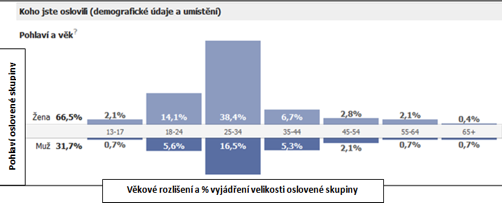 Koho jste oslovili (demografické údaje a umístění)
Pohlaví a věk?
Pohlaví oslovené skupiny
Žena 66,5% 2,1% 14,1% 38,4% 6,7% 2,8% 2,1% 0,4%
13-17 18-24 25-34 35-44 45-54 55-64 65+
Muž 31,7% 0,7% 5,6% 16,5% 5,3% 2,1% 0,7% 0,7%
Věkové rozlišení a % vyjádření velikosti oslovené skupiny